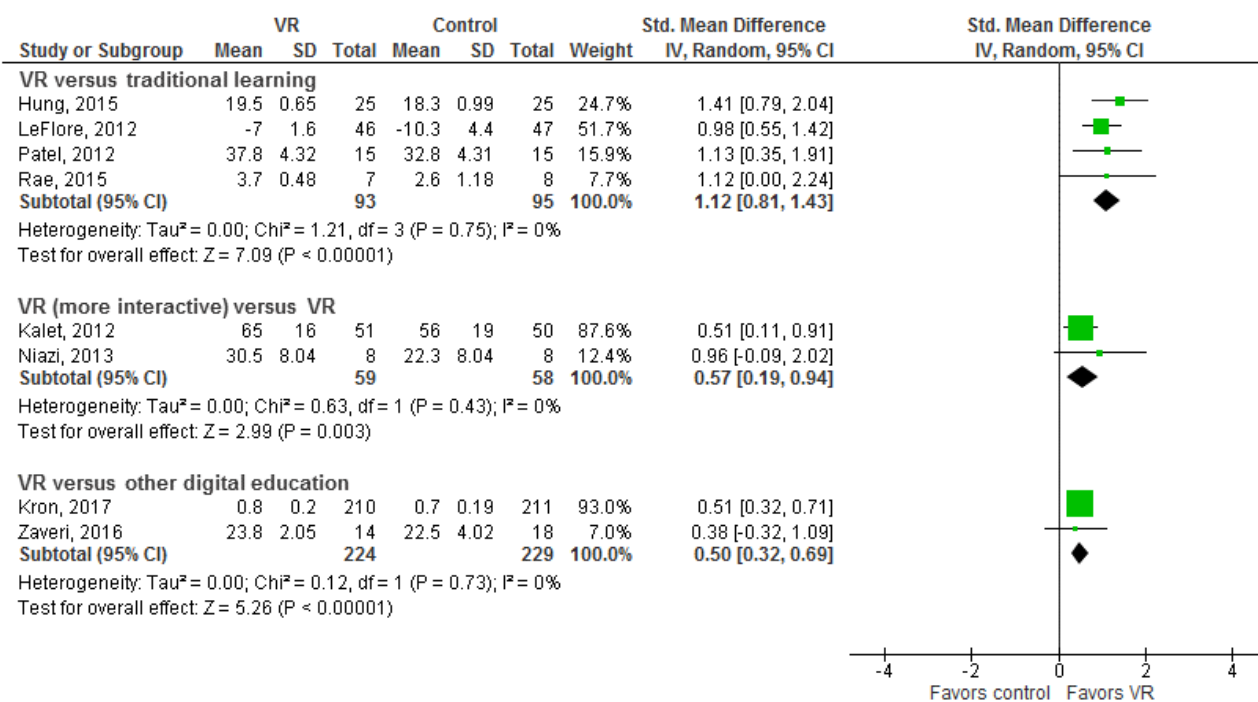 VR Control Std. Mean Difference Std. Mean Difference
Study or Subgroup Mean SD Total Mean SD Total Weight IV, Random, 95% CI IV, Random, 95% CI
VR versus traditional learning
Hung, 2015 19.5 0.65 25 18.3 0.99 25 24.7% 1.41 [0.79, 2.04]
LeFlore, 2012 -7 1.6 46 -10.3 4.4 47 51.7% 0.98 [0.55, 1.42]
Patel, 2012 37.8 4.32 15 32.8 4.31 15 15.9% 1.13 [0.35, 1.91]
Rae, 2015 3.7 0.48 7 2.6 1.18 8 7.7% 1.12 [0.00, 2.24]
Subtotal (95% CI) 93 95 100.0% 1.12 [0.81, 1.43]
Heterogeneity: Tau² = 0.00; Chi² = 1.21, df = 3 (P = 0.75); I² = 0%
Test for overall effect: Z = 7.09 (P < 0.00001)
VR (more interactive) versus VR
Kalet, 2012 65 16 51 56 19 50 87.6% 0.51 [0.11, 0.91]
Niazi, 2013 30.5 8.04 8 22.3 8.04 8 12.4% 0.96 [-0.09, 2.02]
Subtotal (95% CI) 59 58 100.0% 0.57 [0.19, 0.94]
Heterogeneity: Tau² = 0.00; Chi² = 0.63, df = 1 (P = 0.43); I² = 0%
Test for overall effect: Z = 2.99 (P = 0.003)
VR versus other digital education
Kron, 2017 0.8 0.2 210 0.7 0.19 211 93.0% 0.51 [0.32, 0.71]
Zaveri, 2016 23.8 2.05 14 22.5 4.02 18 7.0% 0.38 [-0.32, 1.09]
Subtotal (95% CI) 224 229 100.0% 0.50 [0.32, 0.69]
Heterogeneity: Tau² = 0.00; Chi² = 0.12, df = 1 (P = 0.73); I² = 0%
Test for overall effect: Z = 5.26 (P < 0.00001)
-4 -2 0 2 4
Favors control Favors VR